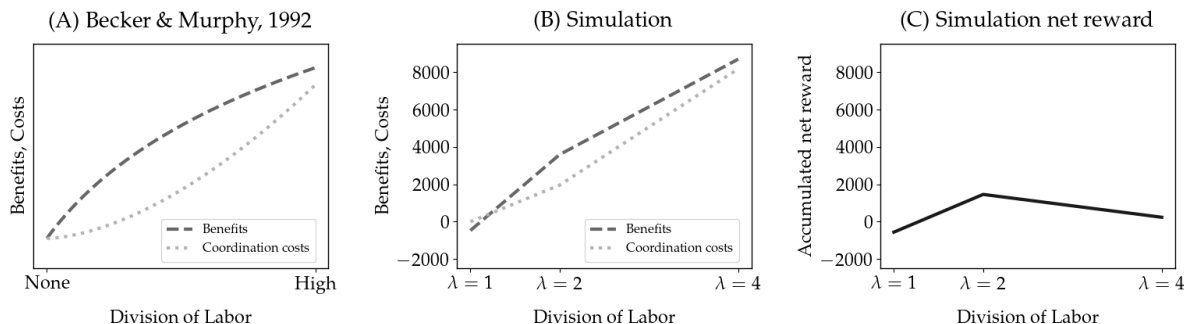 (A) Becker & Murphy, 1992
Benefits, Costs
Benefits
Coordination costs
None
High
Division of Labor
(B) Simulation
Benefits, Costs
8000
6000
4000
2000
0
−2000
Benefits
Coordination costs
λ = 1
λ = 2
λ = 4
Division of Labor
(C) Simulation net reward
Accumulated net reward
8000
6000
4000
2000
0
−2000
λ = 1
λ = 2
λ = 4
Division of Labor